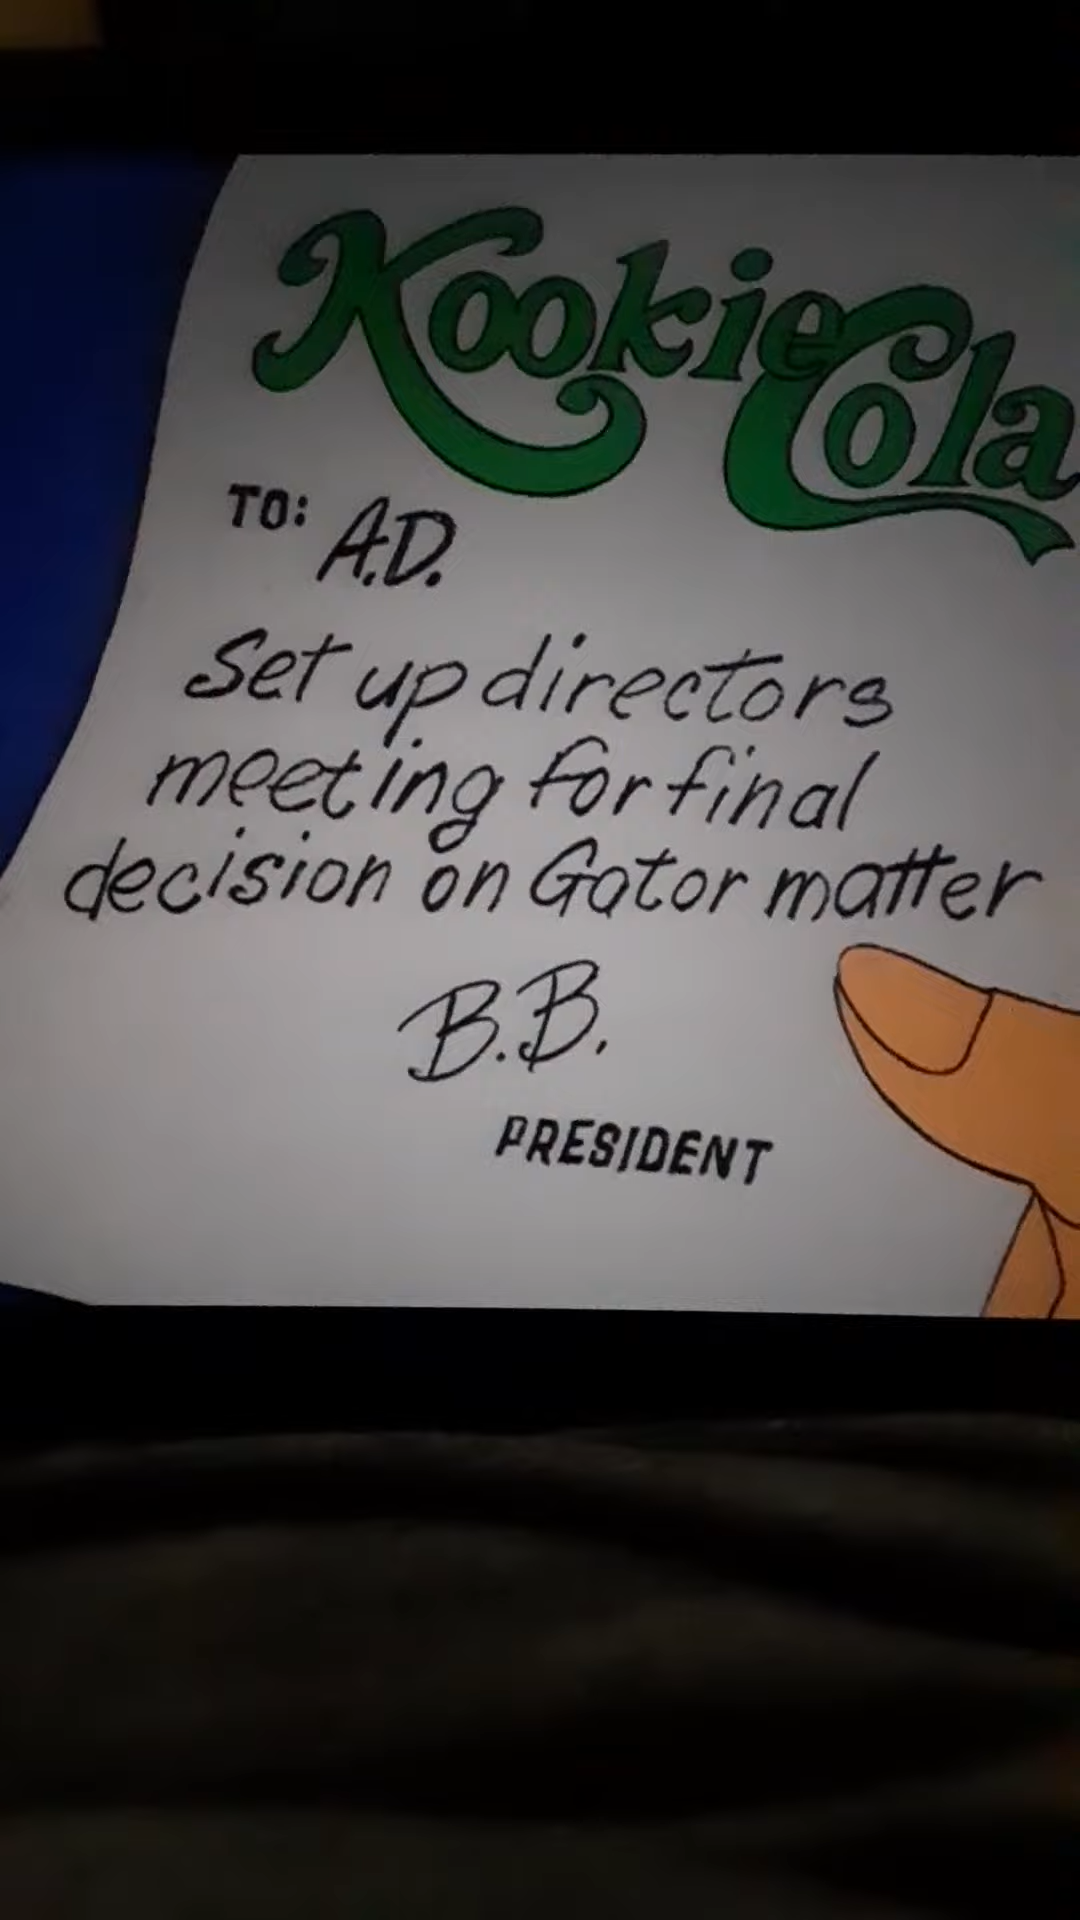 Kookie Cola
TO: A.D.
Set up directors
meeting for final
decision on Gator matter
B.B.
PRESIDENT